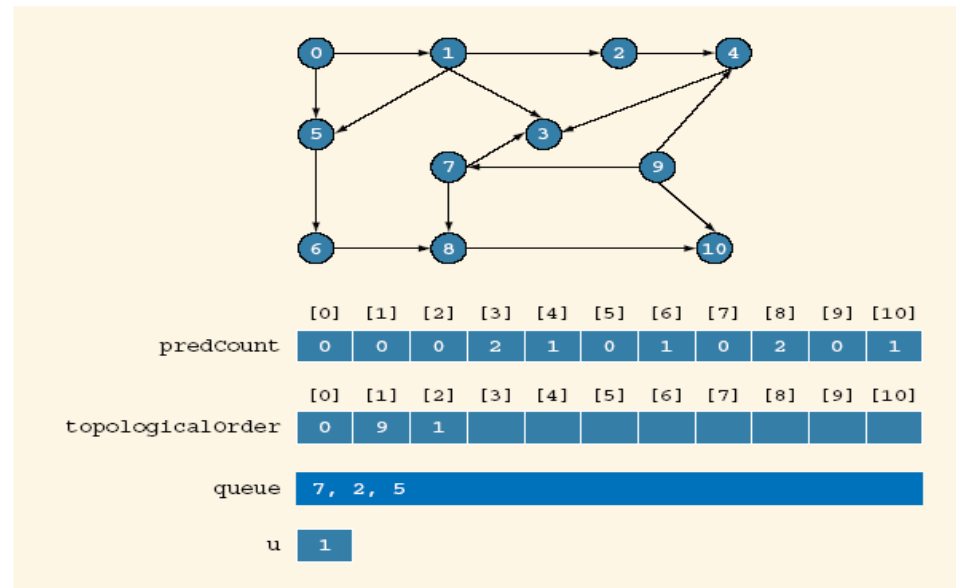 0 1 2 4
5 3
7 9
6 8 10
[0] [1] [2] [3] [4] [5] [6] [7] [8] [9] [10]
predCount 0 0 0 2 1 0 1 0 2 0 1
[0] [1] [2] [3] [4] [5] [6] [7] [8] [9] [10]
topologicalOrder 0 9 1
queue 7, 2, 5
u 1